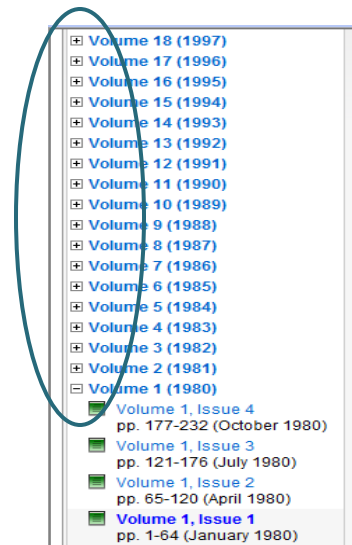 Volume 18 (1997)
Volume 17 (1996)
Volume 16 (1995)
Volume 15 (1994)
Volume 14 (1993)
Volume 13 (1992)
Volume 12 (1991)
Volume 11 (1990)
Volume 10 (1989)
Volume 9 (1988)
Volume 8 (1987)
Volume 7 (1986)
Volume 6 (1985)
Volume 5 (1984)
Volume 4 (1983)
Volume 3 (1982)
Volume 2 (1981)
Volume 1 (1980)
Volume 1, Issue 4
pp. 177-232 (October 1980)
Volume 1, Issue 3
pp. 121-176 (July 1980)
Volume 1, Issue 2
pp. 65-120 (April 1980)
Volume 1, Issue 1
pp. 1-64 (January 1980)